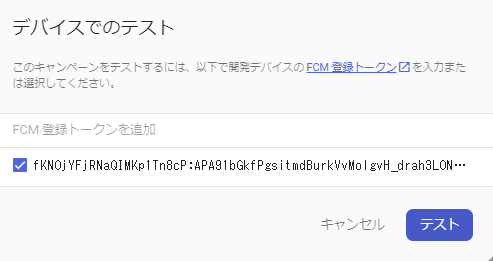 デバイスでのテスト
このキャンペーンをテストするには、以下で開発デバイスの FCM 登録トークン を入力また
は選択してください。
FCM 登録トークンを追加
fKNOjYFjRNaQIMKp1Tn8cP:APA91bGkfPgsitmdBurkVvMoIgvH_drah3LON…
キャンセル
テスト